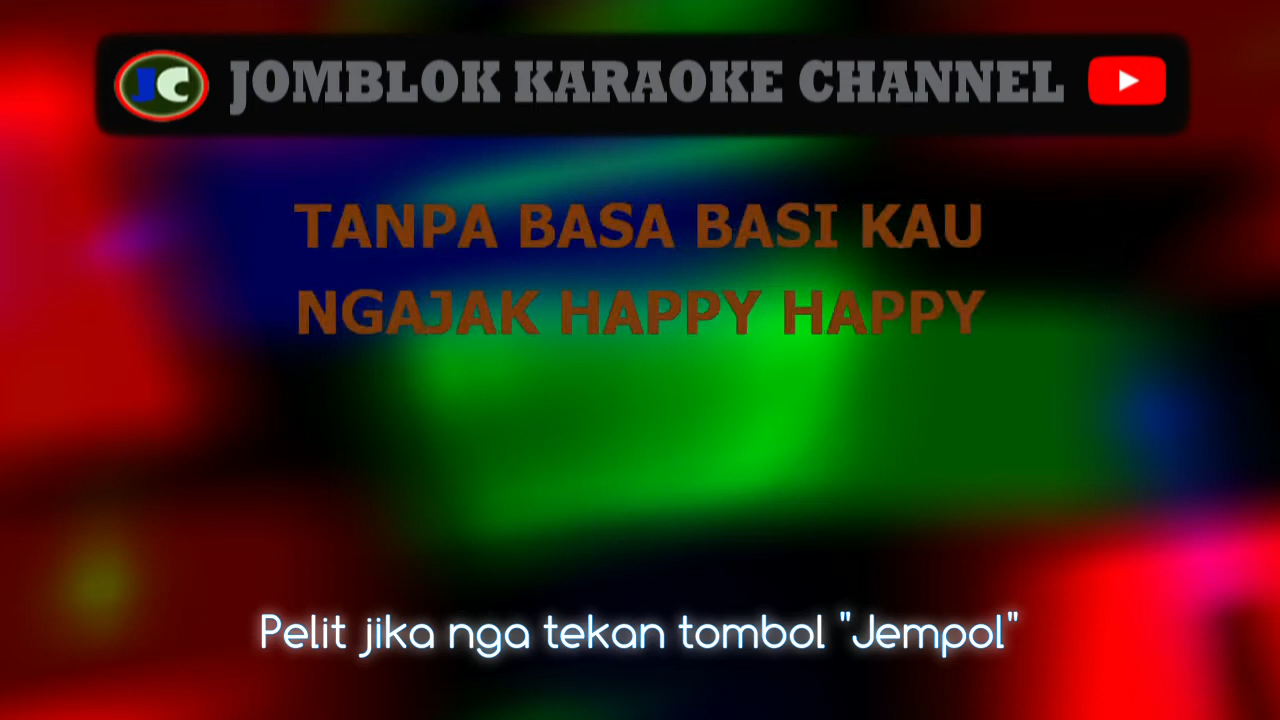 JC JOMBLOK KARAOKE CHANNEL
TANPA BASA BASI KAU
NGAJAK HAPPY HAPPY
Pelit jika nga tekan tombol "Jempol"